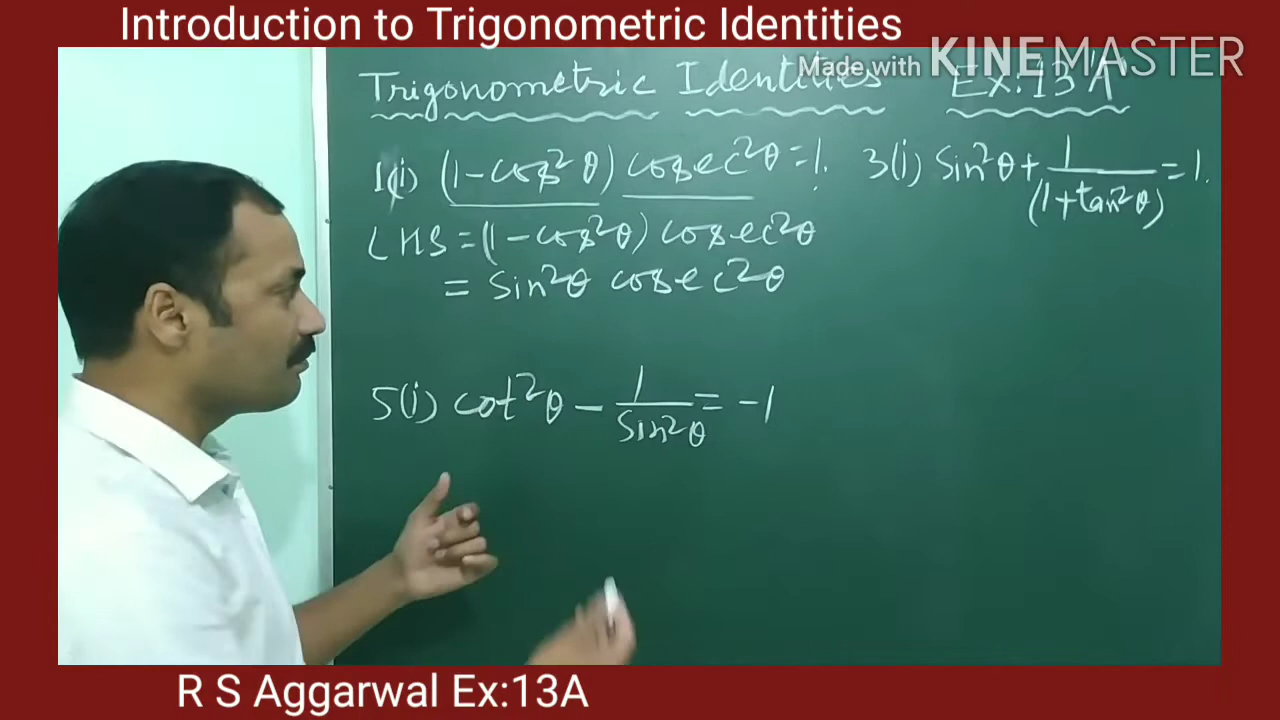 Introduction to Trigonometric Identities
Made with KINEMASTER
Trigonometric Identities Ex:13'A'
1(i) (1-cos²θ) cosec²θ=1.
3(i) Sin²θ+1/(1+tan²θ)=1.
LHS=(1-cos²θ) cosec²θ
= Sin²θ cosec²θ
5(i) cot²θ - 1/Sin²θ = -1
R S Aggarwal Ex:13A